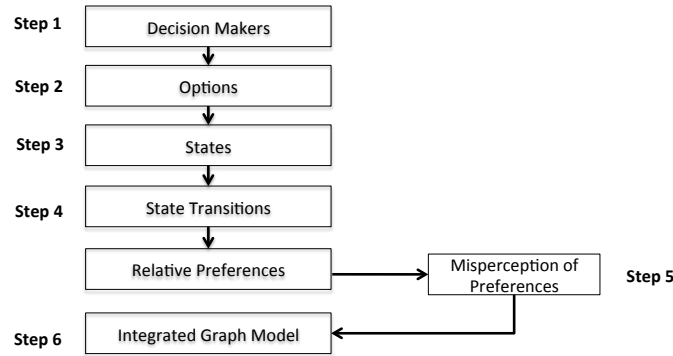 Step 1
Decision Makers
Step 2
Options
Step 3
States
Step 4
State Transitions
Relative Preferences
Misperception of
Preferences
Step 5
Step 6
Integrated Graph Model